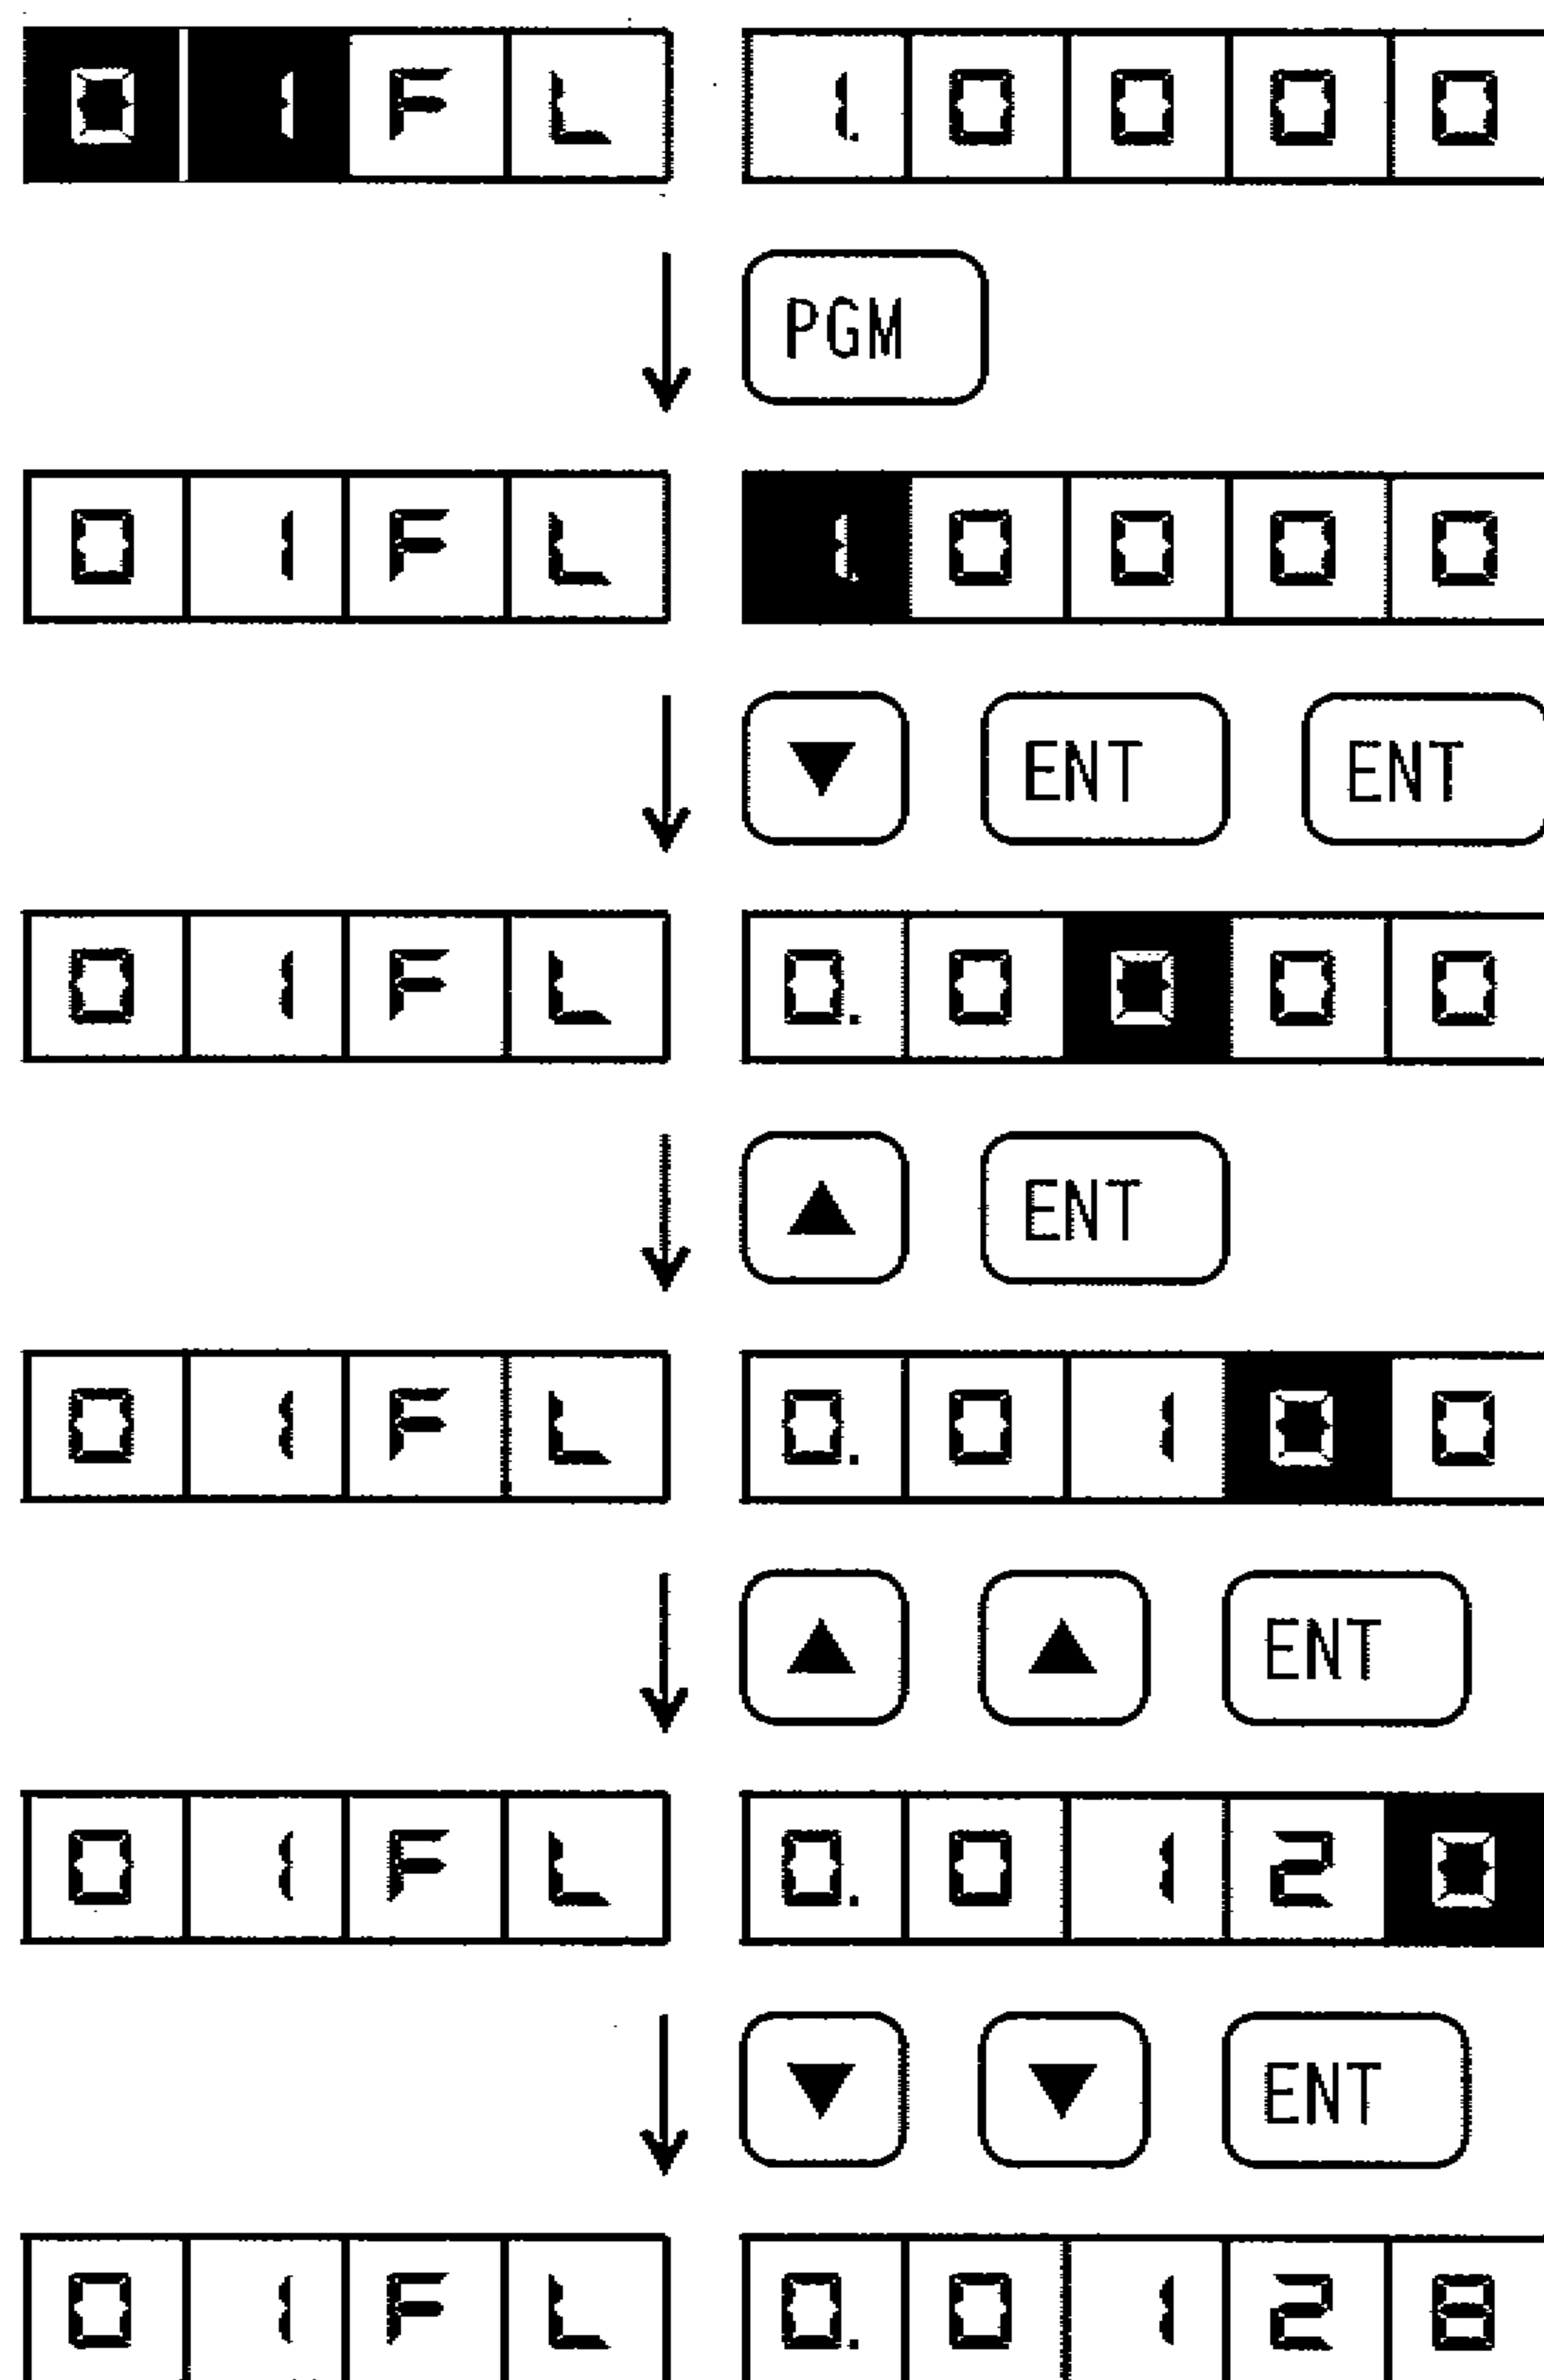 01FL 1.0000
PGM
01FL 1.0000
▼ ENT ENT
01FL 0.0000
▲ ENT
01FL 0.0100
▲ ▲ ENT
01FL 0.0120
▼ ▼ ENT
01FL 0.0128